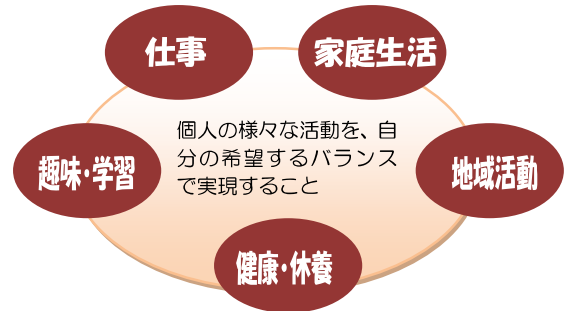 仕事
家庭生活
個人の様々な活動を、自
分の希望するバランス
で実現すること
趣味・学習
地域活動
健康・休養